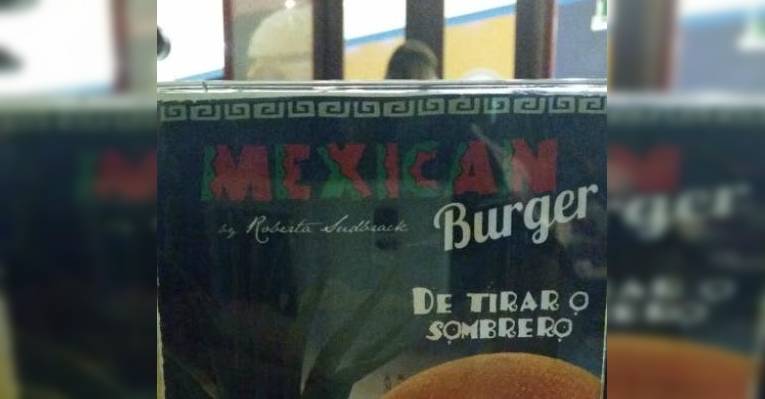 MEXICAN
Burger
by Roberta Sudbrack
DE TIRAR O
SOMBRERO